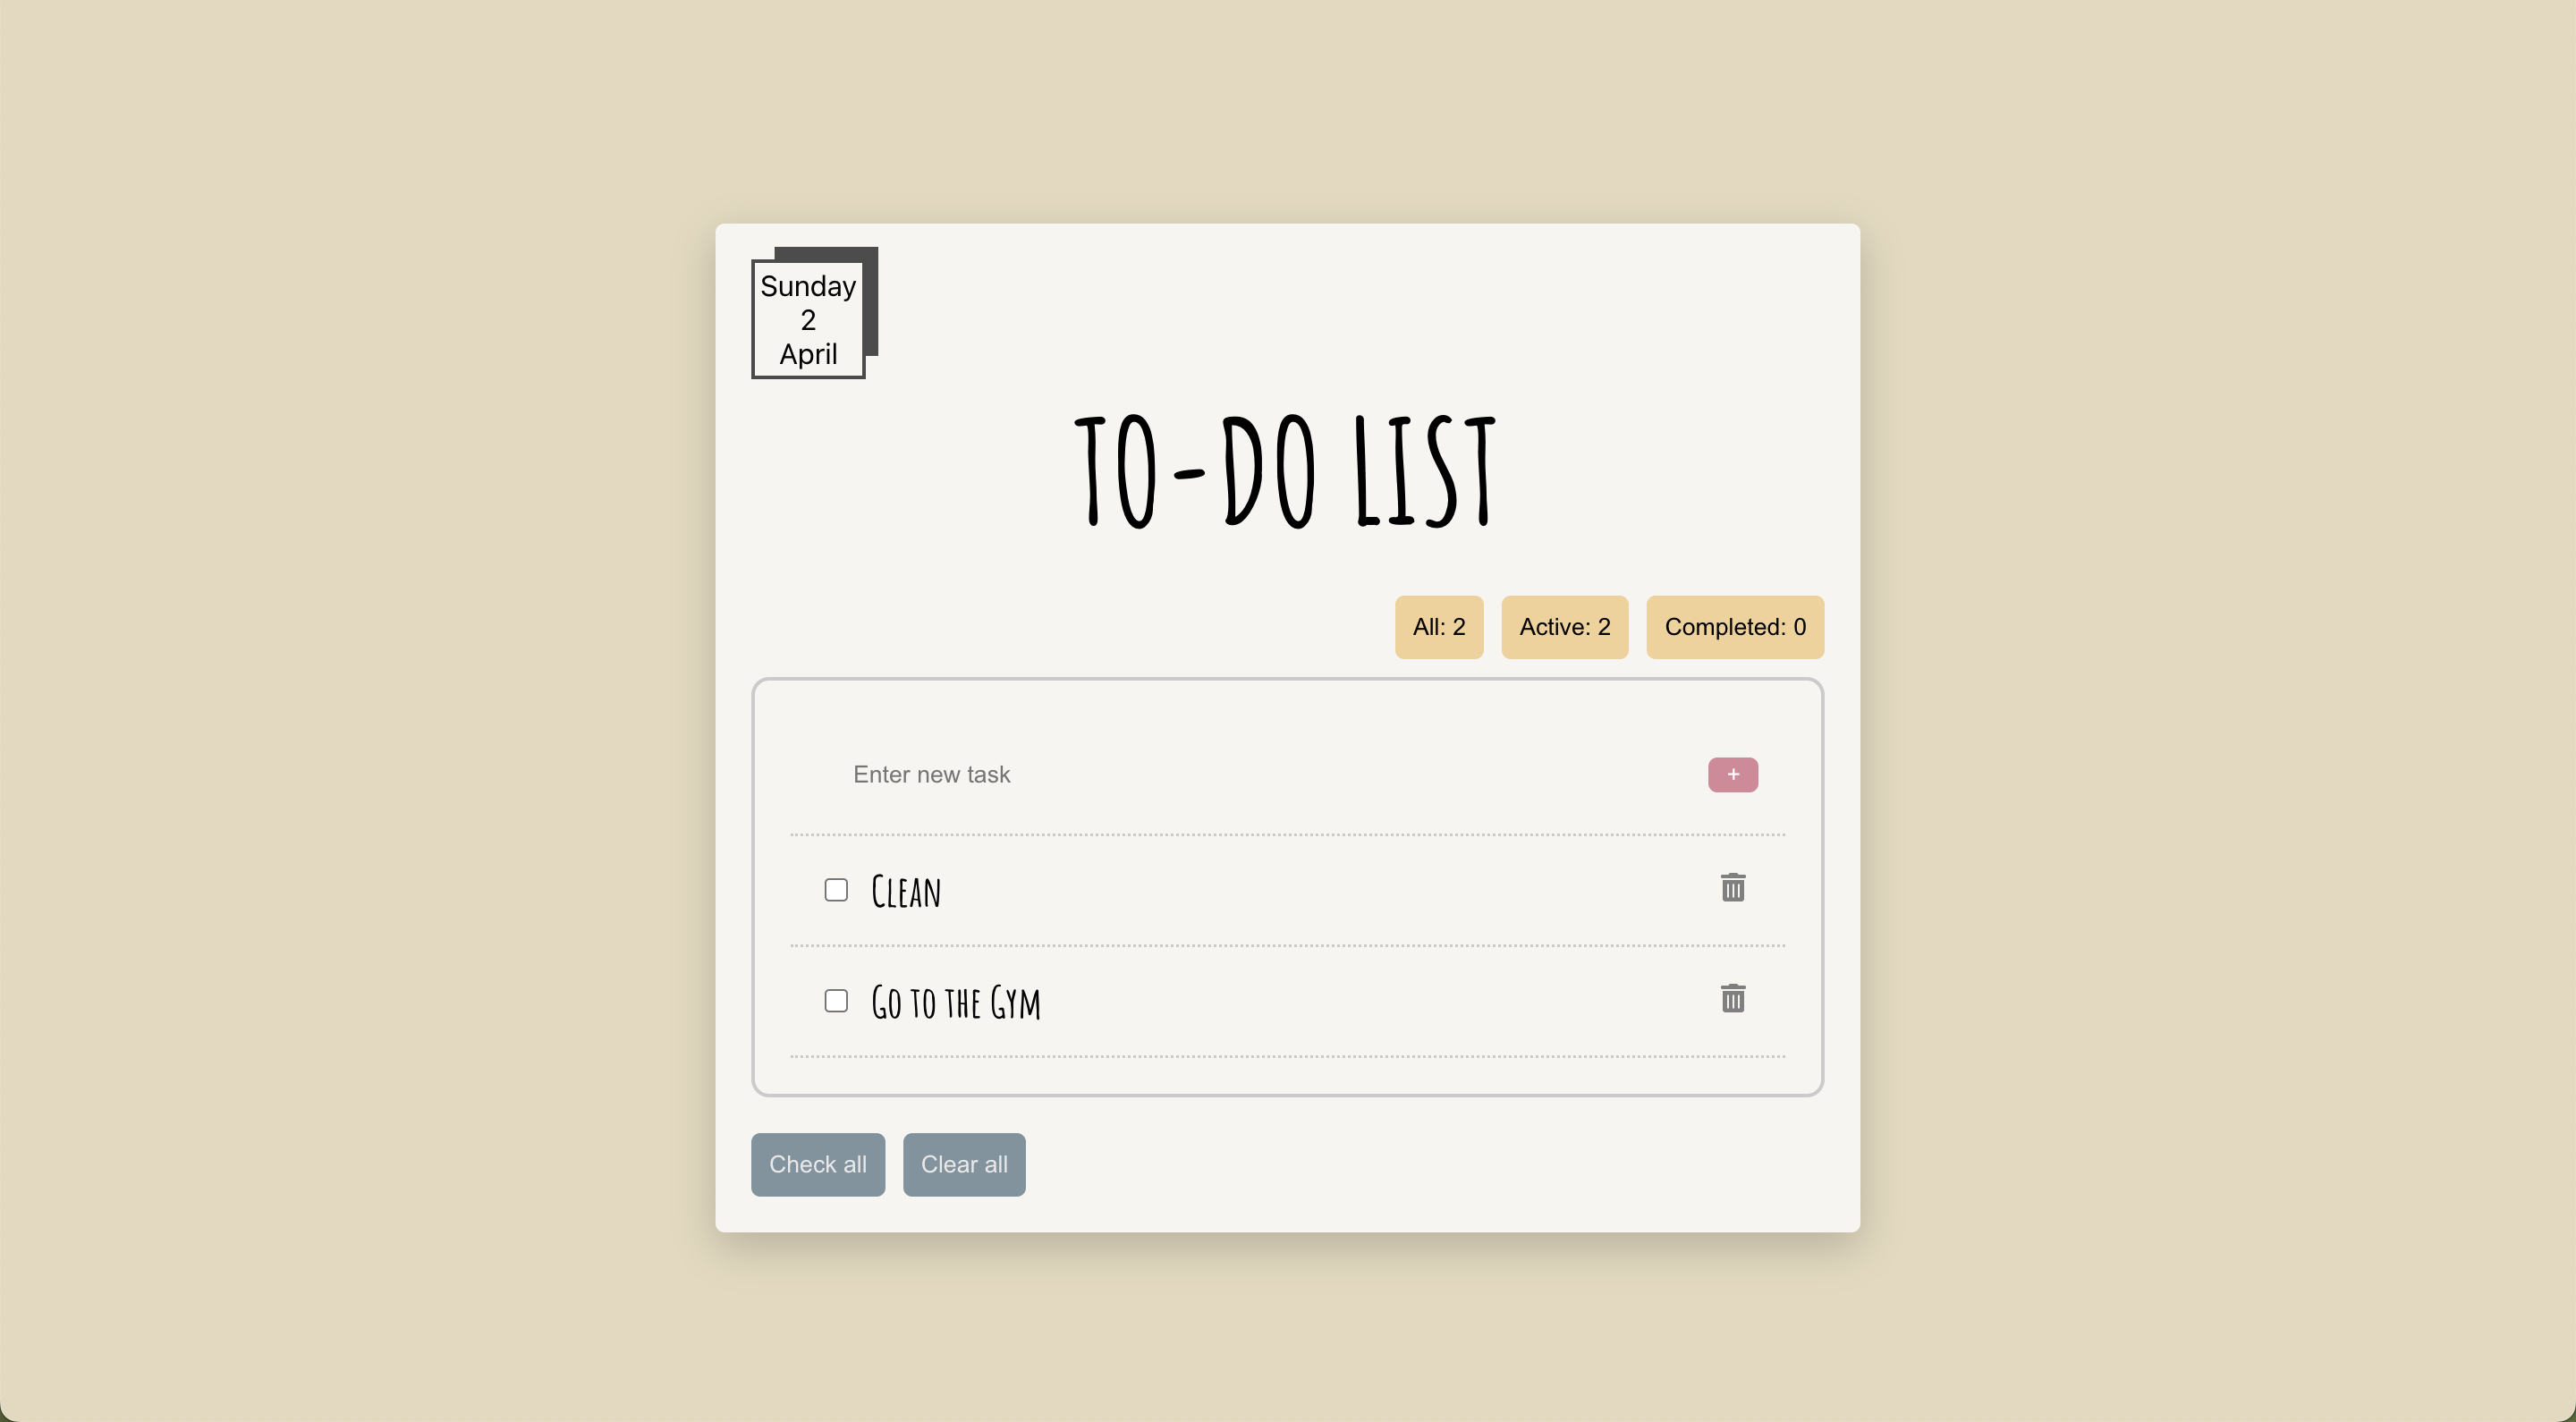 Sunday
2
April
TO-DO LIST
All: 2
Active: 2
Completed: 0
Enter new task
+
Clean
Go to the Gym
Check all
Clear all